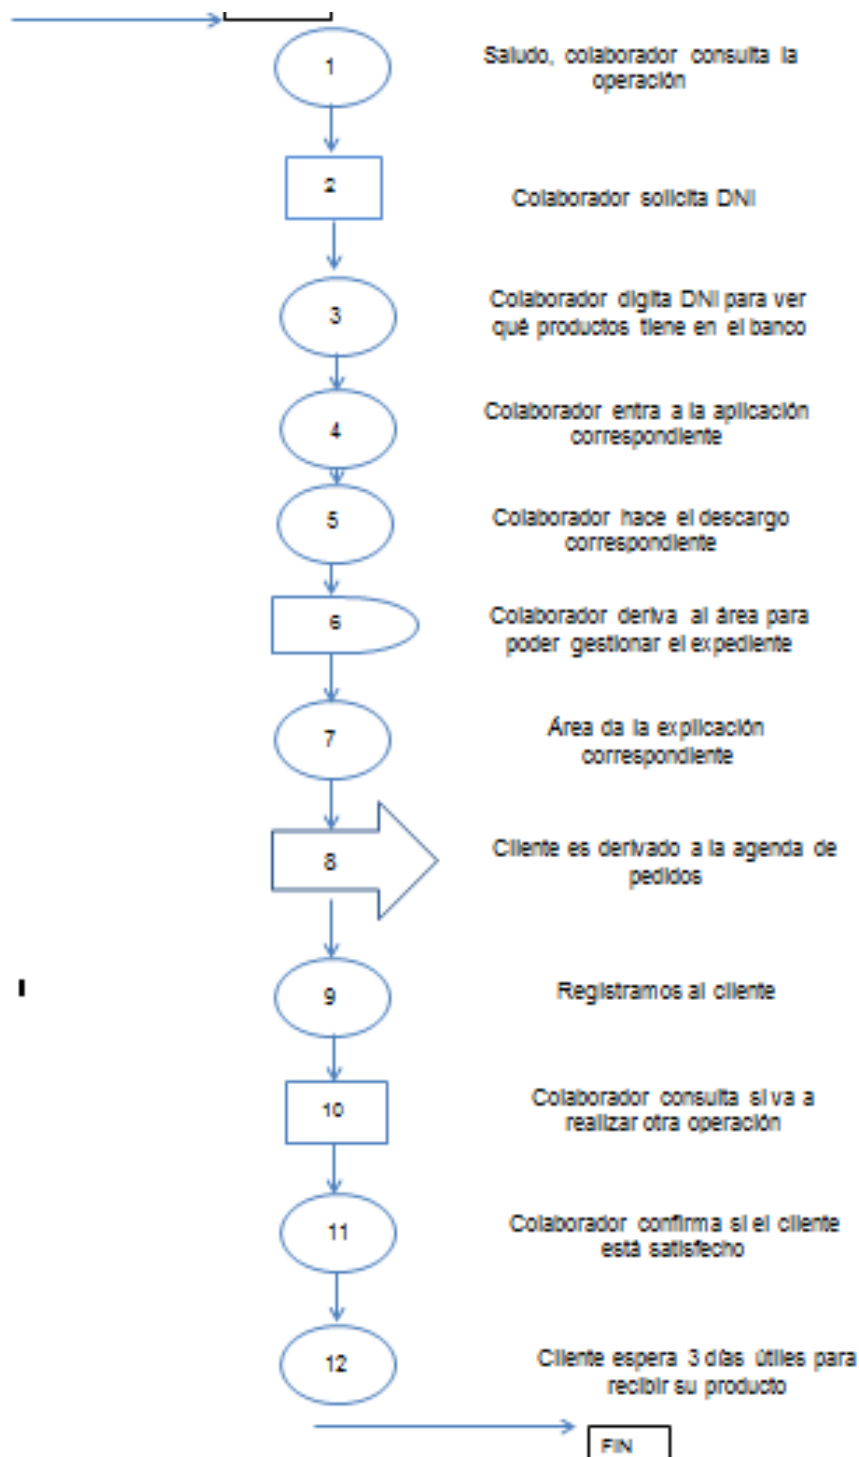 1
Saludo, colaborador consulta la
operación
2
Colaborador solicita DNI
3
Colaborador digita DNI para ver
qué productos tiene en el banco
4
Colaborador entra a la aplicación
correspondiente
5
Colaborador hace el descargo
correspondiente
6
Colaborador deriva al área para
poder gestionar el expediente
7
Área da la explicación
correspondiente
8
Cliente es derivado a la agenda de
pedidos
9
Registramos al cliente
10
Colaborador consulta si va a
realizar otra operación
11
Colaborador confirma si el cliente
está satisfecho
12
Cliente espera 3 días útiles para
recibir su producto
FIN